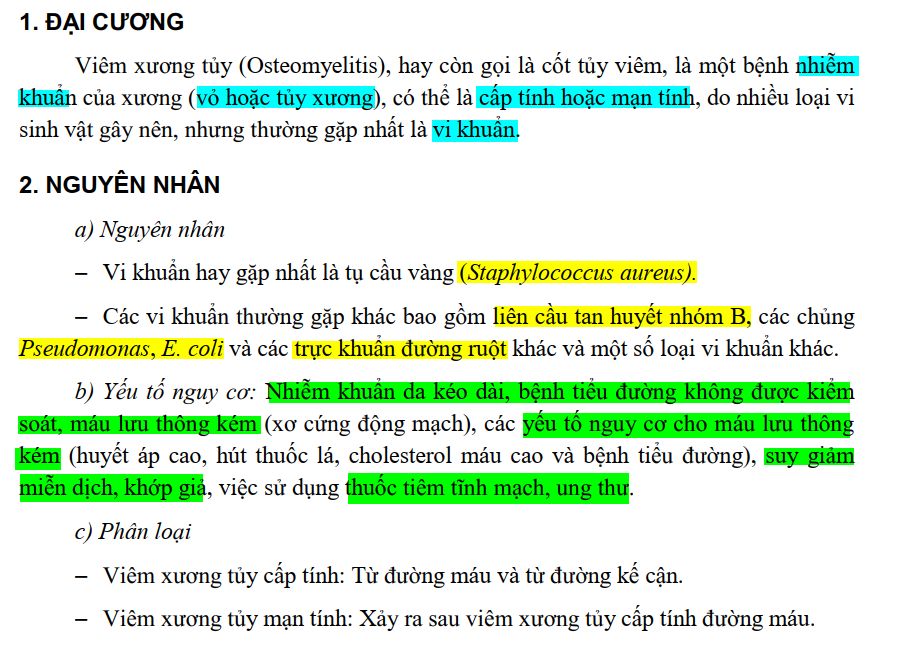 1. ĐẠI CƯƠNG
Viêm xương tủy (Osteomyelitis), hay còn gọi là cốt tủy viêm, là một bệnh nhiễm
khuẩn của xương (vỏ hoặc tủy xương), có thể là cấp tính hoặc mạn tính, do nhiều loại vi
sinh vật gây nên, nhưng thường gặp nhất là vi khuẩn.
2. NGUYÊN NHÂN
a) Nguyên nhân
– Vi khuẩn hay gặp nhất là tụ cầu vàng (Staphylococcus aureus).
– Các vi khuẩn thường gặp khác bao gồm liên cầu tan huyết nhóm B, các chủng
Pseudomonas, E. coli và các trực khuẩn đường ruột khác và một số loại vi khuẩn khác.
b) Yếu tố nguy cơ: Nhiễm khuẩn da kéo dài, bệnh tiểu đường không được kiểm
soát, máu lưu thông kém (xơ cứng động mạch), các yếu tố nguy cơ cho máu lưu thông
kém (huyết áp cao, hút thuốc lá, cholesterol máu cao và bệnh tiểu đường), suy giảm
miễn dịch, khớp giả, việc sử dụng thuốc tiêm tĩnh mạch, ung thư.
c) Phân loại
– Viêm xương tủy cấp tính: Từ đường máu và từ đường kế cận.
– Viêm xương tủy mạn tính: Xảy ra sau viêm xương tủy cấp tính đường máu.